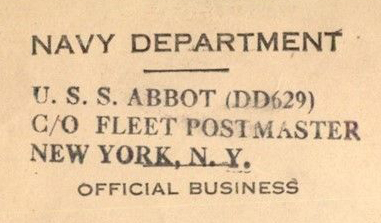 NAVY DEPARTMENT
U. S. S. ABBOT (DD629)
C/O FLEET POSTMASTER
NEW YORK, N. Y.
OFFICIAL BUSINESS